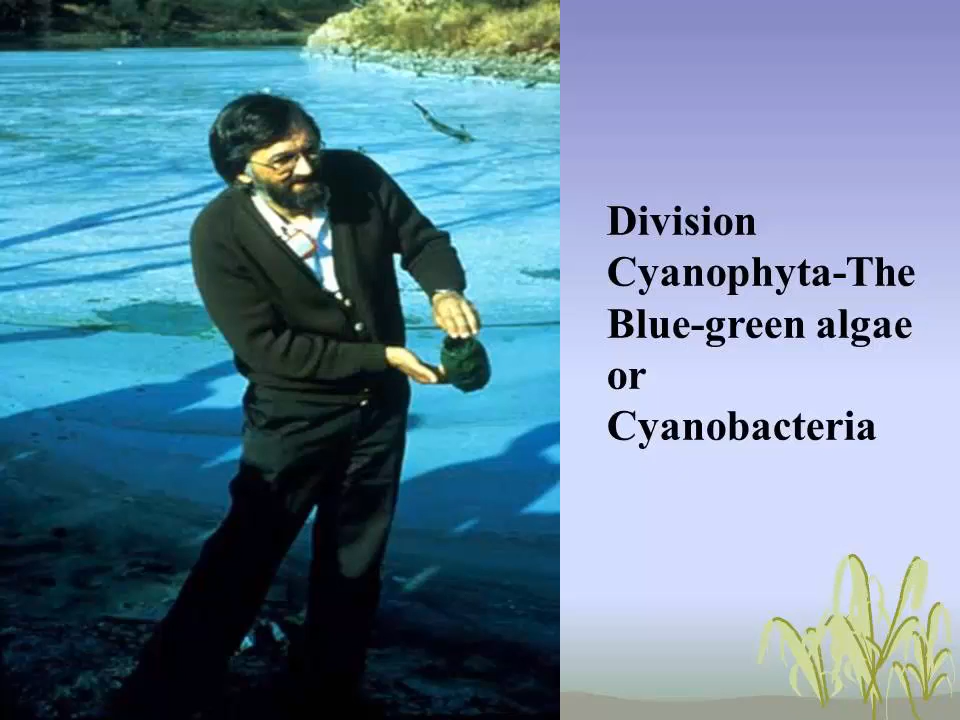 Division
Cyanophyta-The
Blue-green algae
or
Cyanobacteria